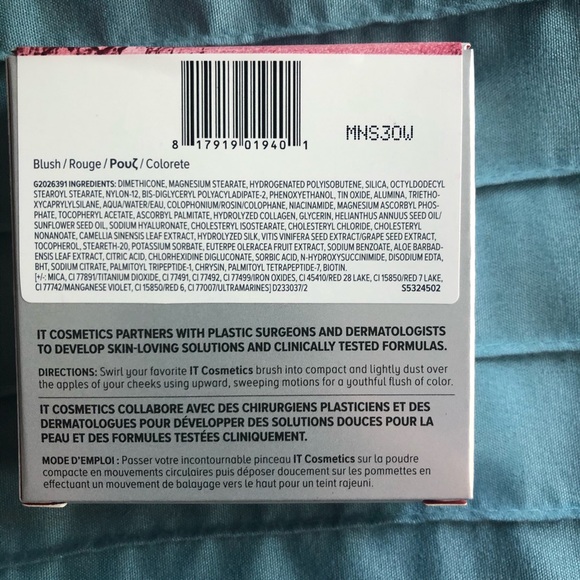 8 17919 01940 1
MNS30W
Blush / Rouge / Ρουζ / Colorete
G2026391 INGREDIENTS: DIMETHICONE, MAGNESIUM STEARATE, HYDROGENATED POLYISOBUTENE, SILICA, OCTYLDODECYL
STEAROYL STEARATE, NYLON-12, BIS-DIGLYCERYL POLYACYLADIPATE-2, PHENOXYETHANOL, TIN OXIDE, ALUMINA, TRIETHO-
XYCAPRYLYLSILANE, AQUA/WATER/EAU, COLOPHONIUM/ROSIN/COLOPHANE, NIACINAMIDE, MAGNESIUM ASCORBYL PHOS-
PHATE, TOCOPHERYL ACETATE, ASCORBYL PALMITATE, HYDROLYZED COLLAGEN, GLYCERIN, HELIANTHUS ANNUUS SEED OIL/
SUNFLOWER SEED OIL, SODIUM HYALURONATE, CHOLESTERYL ISOSTEARATE, CHOLESTERYL CHLORIDE, CHOLESTERYL
NONANOATE, CAMELLIA SINENSIS LEAF EXTRACT, HYDROLYZED SILK, VITIS VINIFERA SEED EXTRACT/GRAPE SEED EXTRACT,
TOCOPHEROL, STEARETH-20, POTASSIUM SORBATE, EUTERPE OLERACEA FRUIT EXTRACT, SODIUM BENZOATE, ALOE BARBAD-
ENSIS LEAF EXTRACT, CITRIC ACID, CHLORHEXIDINE DIGLUCONATE, SORBIC ACID, N-HYDROXYSUCCINIMIDE, DISODIUM EDTA,
BHT, SODIUM CITRATE, PALMITOYL TRIPEPTIDE-1, CHRYSIN, PALMITOYL TETRAPEPTIDE-7, BIOTIN.
[+/- MICA, CI 77891/TITANIUM DIOXIDE, CI 77491, CI 77492, CI 77499/IRON OXIDES, CI 45410/RED 28 LAKE, CI 15850/RED 7 LAKE,
CI 77742/MANGANESE VIOLET, CI 15850/RED 6, CI 77007/ULTRAMARINES] D233037/2 S5324502
IT COSMETICS PARTNERS WITH PLASTIC SURGEONS AND DERMATOLOGISTS
TO DEVELOP SKIN-LOVING SOLUTIONS AND CLINICALLY TESTED FORMULAS.
DIRECTIONS: Swirl your favorite IT Cosmetics brush into compact and lightly dust over
the apples of your cheeks using upward, sweeping motions for a youthful flush of color.
IT COSMETICS COLLABORE AVEC DES CHIRURGIENS PLASTICIENS ET DES
DERMATOLOGUES POUR DÉVELOPPER DES SOLUTIONS DOUCES POUR LA
PEAU ET DES FORMULES TESTÉES CLINIQUEMENT.
MODE D'EMPLOI : Passer votre incontournable pinceau IT Cosmetics sur la poudre
compacte en mouvements circulaires puis déposer doucement sur les pommettes en
effectuant un mouvement de balayage vers le haut pour un teint rajeuni.